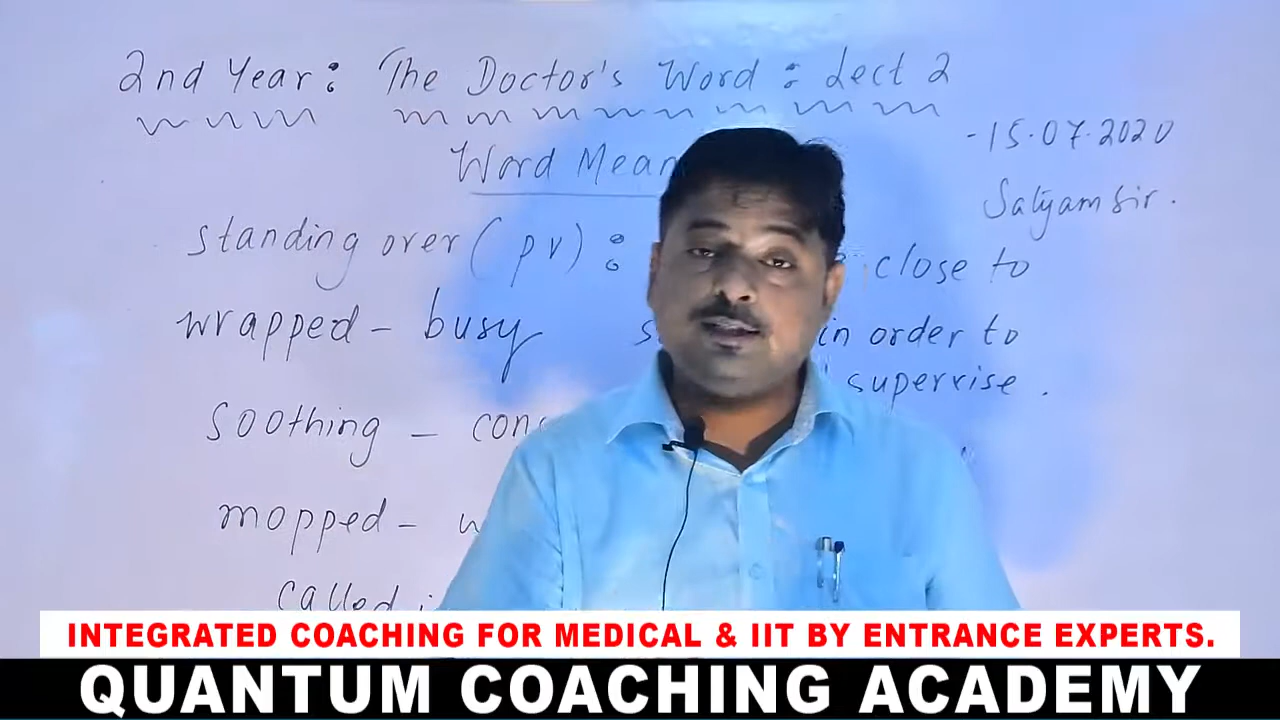 2nd Year: The Doctor's Word: Lect 2
-15.07.2020
Word Mean
Satyam Sir.
standing over (pv): close to
wrapped - busy in order to
supervise.
soothing - cons
mopped -
called
INTEGRATED COACHING FOR MEDICAL & IIT BY ENTRANCE EXPERTS.
QUANTUM COACHING ACADEMY